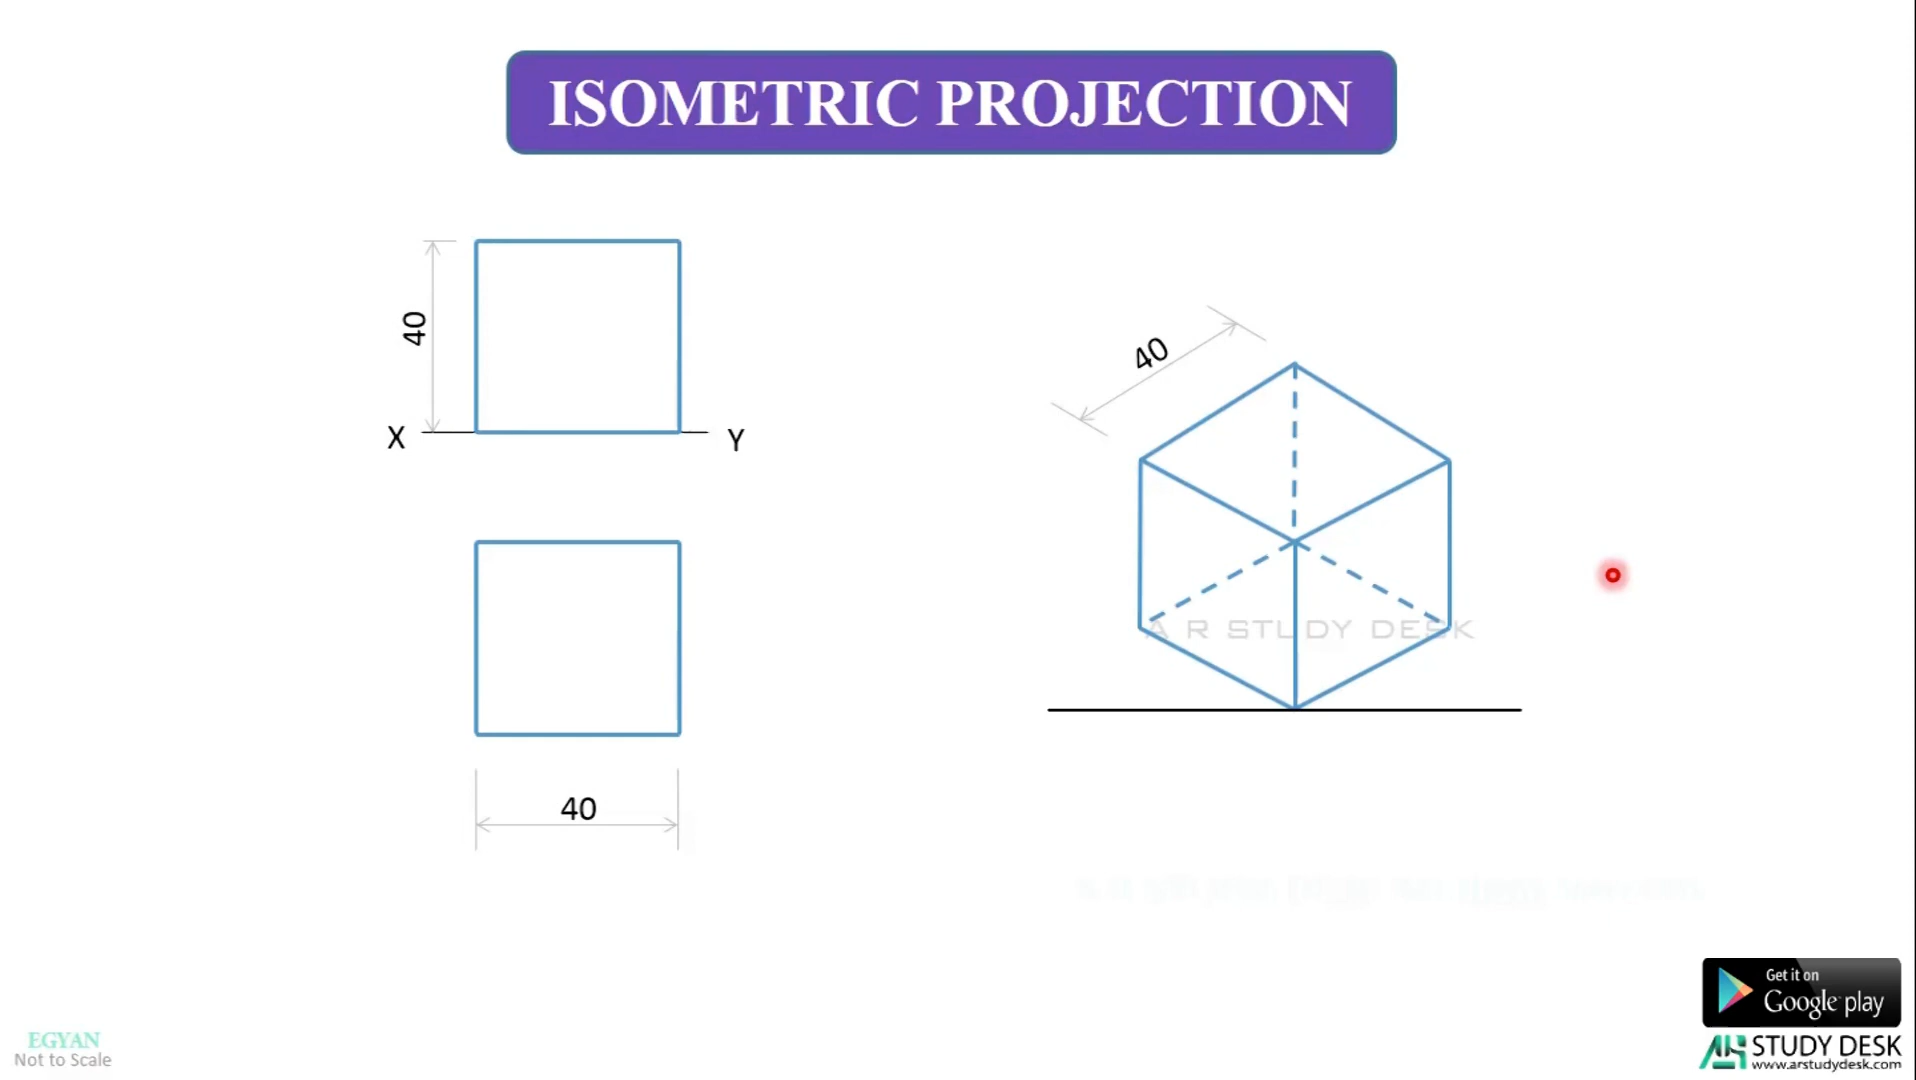 ISOMETRIC PROJECTION
40
X
Y
40
40
A R STUDY DESK
EGYAN
Not to Scale
Get it on
Google play
STUDY DESK
www.arstudydesk.com